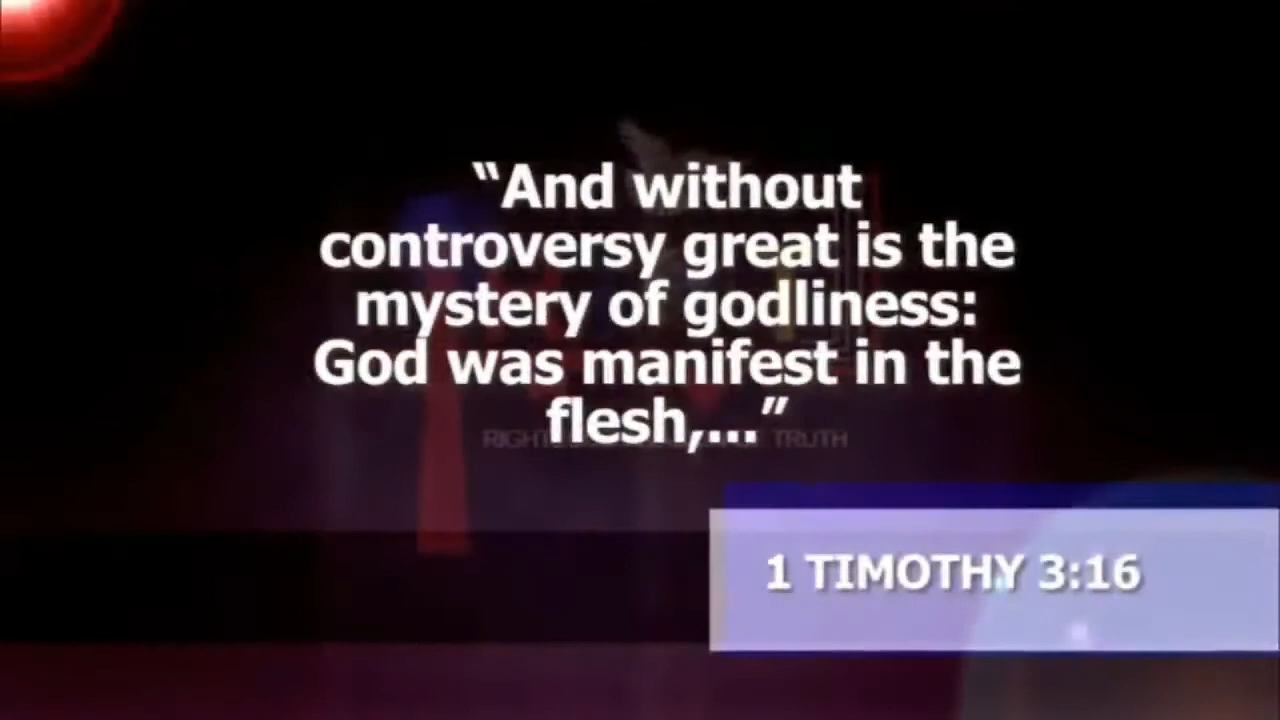 “And without
controversy great is the
mystery of godliness:
God was manifest in the
flesh,...”
TRUTH
1 TIMOTHY 3:16